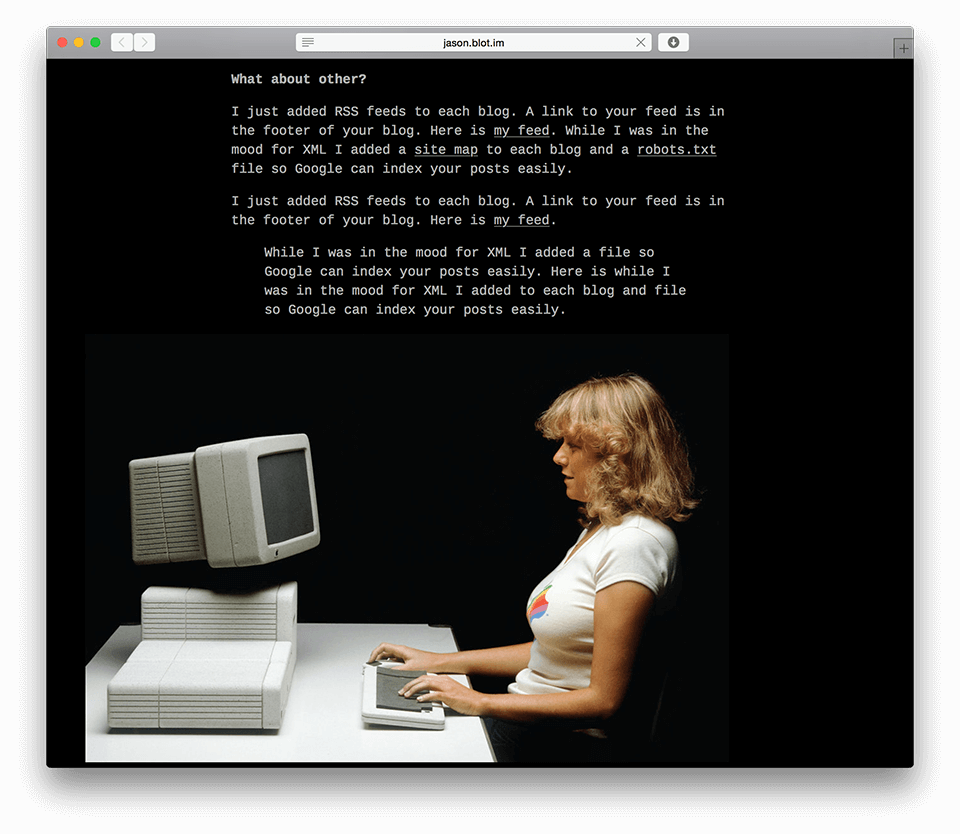 jason.blot.im
What about other?
I just added RSS feeds to each blog. A link to your feed is in
the footer of your blog. Here is my feed. While I was in the
mood for XML I added a site map to each blog and a robots.txt
file so Google can index your posts easily.
I just added RSS feeds to each blog. A link to your feed is in
the footer of your blog. Here is my feed.
While I was in the mood for XML I added a file so
Google can index your posts easily. Here is while I
was in the mood for XML I added to each blog and file
so Google can index your posts easily.